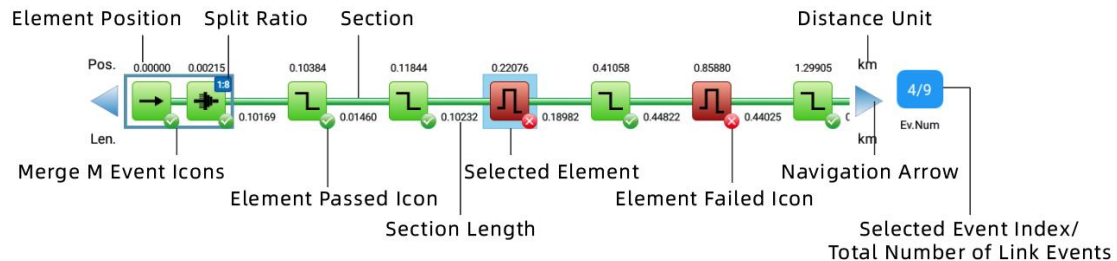 Element Position
Split Ratio
Section
Distance Unit
Pos.
0.00000
0.00215
0.10384
0.11844
0.22076
0.41058
0.85880
1.29905
km
1:8
4/9
0.10169
0.01460
0.10232
0.18982
0.44822
0.44025
Ev.Num
Len.
km
Merge M Event Icons
Selected Element
Navigation Arrow
Element Passed Icon
Element Failed Icon
Section Length
Selected Event Index/
Total Number of Link Events